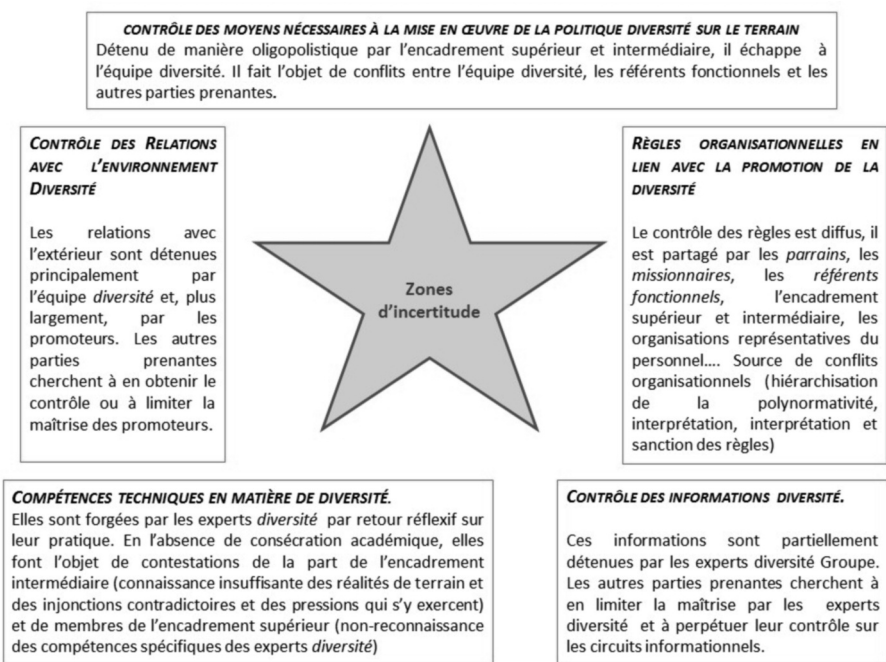 CONTRÔLE DES MOYENS NÉCESSAIRES À LA MISE EN ŒUVRE DE LA POLITIQUE DIVERSITÉ SUR LE TERRAIN
Détenu de manière oligopolistique par l'encadrement supérieur et intermédiaire, il échappe à
l'équipe diversité. Il fait l'objet de conflits entre l'équipe diversité, les référents fonctionnels et les
autres parties prenantes.
CONTRÔLE DES RELATIONS
AVEC L'ENVIRONNEMENT
DIVERSITÉ
Les relations avec
l'extérieur sont détenues
principalement par
l'équipe diversité et, plus
largement, par les
promoteurs. Les autres
parties prenantes
cherchent à en obtenir le
contrôle ou à limiter la
maîtrise des promoteurs.
Zones
d'incertitude
RÈGLES ORGANISATIONNELLES EN
LIEN AVEC LA PROMOTION DE LA
DIVERSITÉ
Le contrôle des règles est diffus, il
est partagé par les parrains, les
missionnaires, les référents
fonctionnels, l'encadrement
supérieur et intermédiaire, les
organisations représentatives du
personnel.... Source de conflits
organisationnels (hiérarchisation
de la polynormativité,
interprétation, interprétation et
sanction des règles)
COMPÉTENCES TECHNIQUES EN MATIÈRE DE DIVERSITÉ.
Elles sont forgées par les experts diversité par retour réflexif sur
leur pratique. En l'absence de consécration académique, elles
font l'objet de contestations de la part de l'encadrement
intermédiaire (connaissance insuffisante des réalités de terrain et
des injonctions contradictoires et des pressions qui s'y exercent)
et de membres de l'encadrement supérieur (non-reconnaissance
des compétences spécifiques des experts diversité)
CONTRÔLE DES INFORMATIONS DIVERSITÉ.
Ces informations sont partiellement
détenues par les experts diversité Groupe.
Les autres parties prenantes cherchent à
en limiter la maîtrise par les experts
diversité et à perpétuer leur contrôle sur
les circuits informationnels.